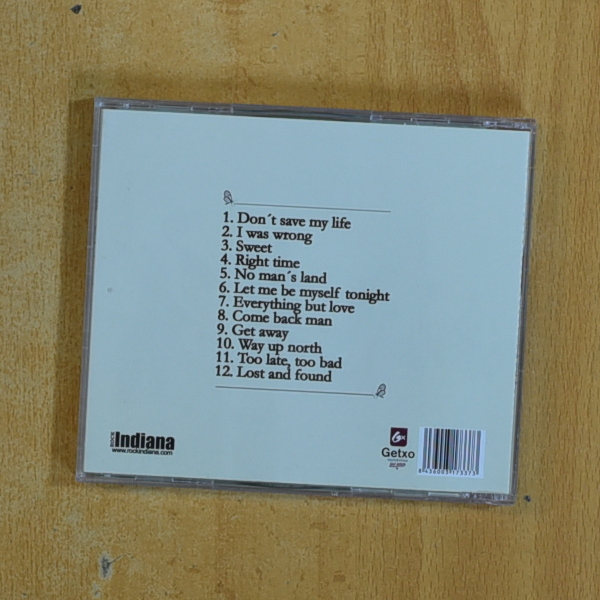 1. Don´t save my life
2. I was wrong
3. Sweet
4. Right time
5. No man´s land
6. Let me be myself tonight
7. Everything but love
8. Come back man
9. Get away
10. Way up north
11. Too late, too bad
12. Lost and found
ROCK Indiana
www.rockindiana.com
Getxo